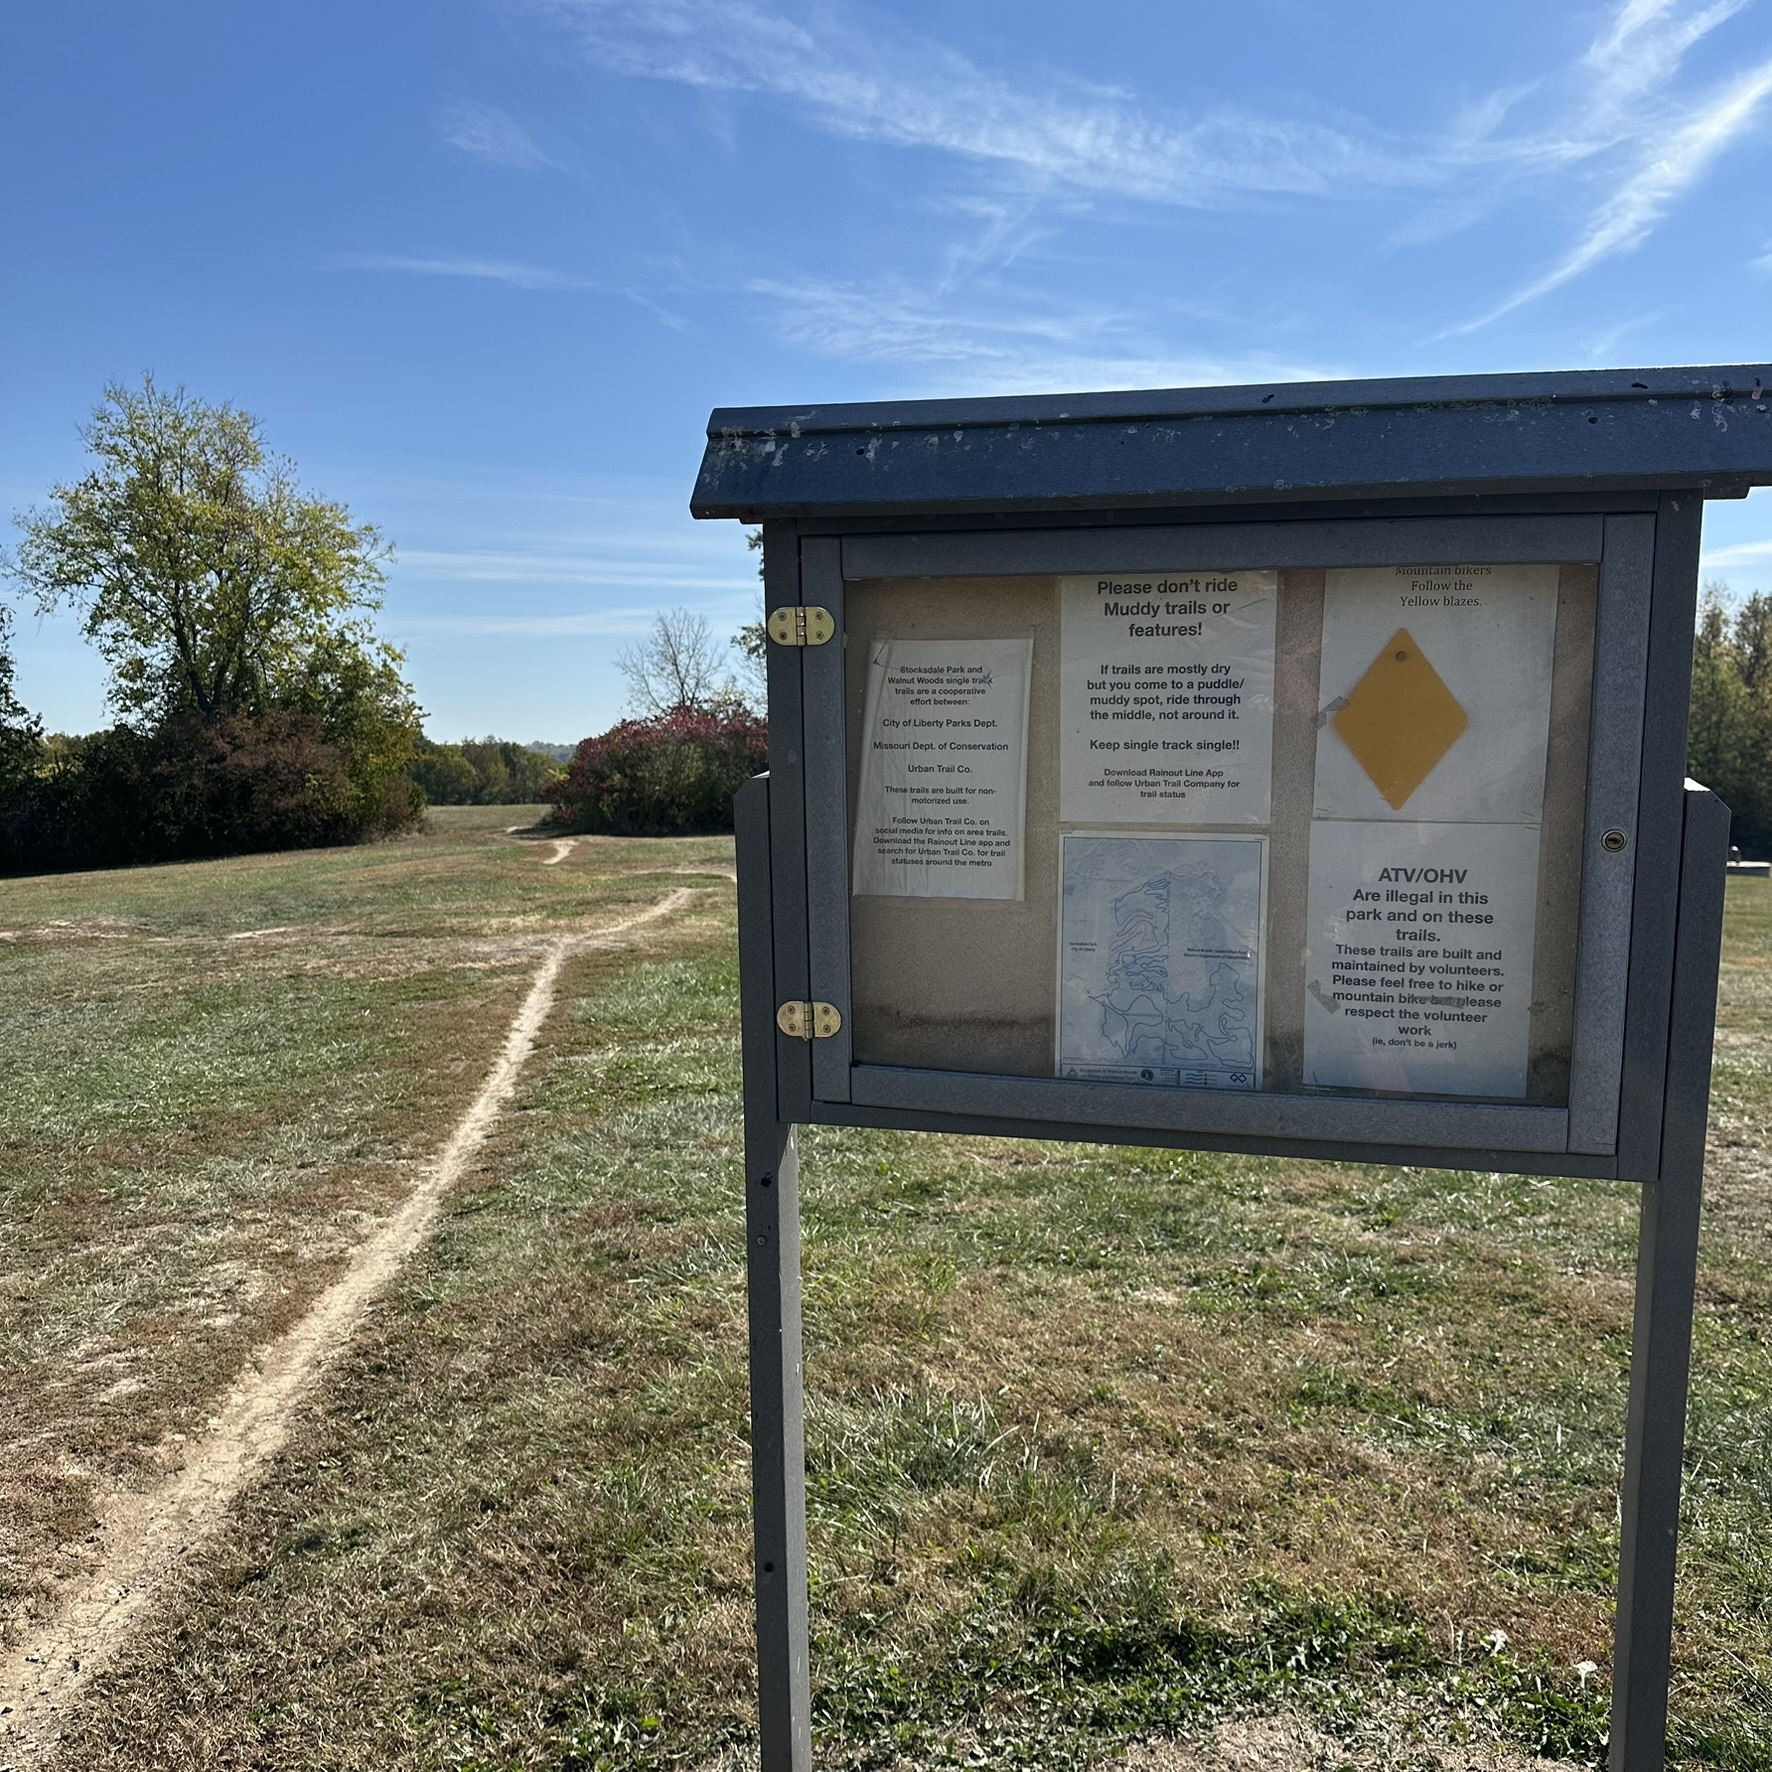 Stocksdale Park and
Walnut Woods single track
trails are a cooperative
effort between:
City of Liberty Parks Dept.
Missouri Dept. of Conservation
Urban Trail Co.
These trails are built for non-
motorized use.
Follow Urban Trail Co. on
social media for info on area trails.
Download the Rainout Line app and
search for Urban Trail Co. for trail
statuses around the metro
Please don't ride
Muddy trails or
features!
If trails are mostly dry
but you come to a puddle/
muddy spot, ride through
the middle, not around it.
Keep single track single!!
Download Rainout Line App
and follow Urban Trail Company for
trail status
Stocksdale Park
City of Liberty
Mountain bikers
Follow the
Yellow blazes.
ATV/OHV
Are illegal in this
park and on these
trails.
These trails are built and
maintained by volunteers.
Please feel free to hike or
mountain bike but please
respect the volunteer
work
(ie, don't be a jerk)